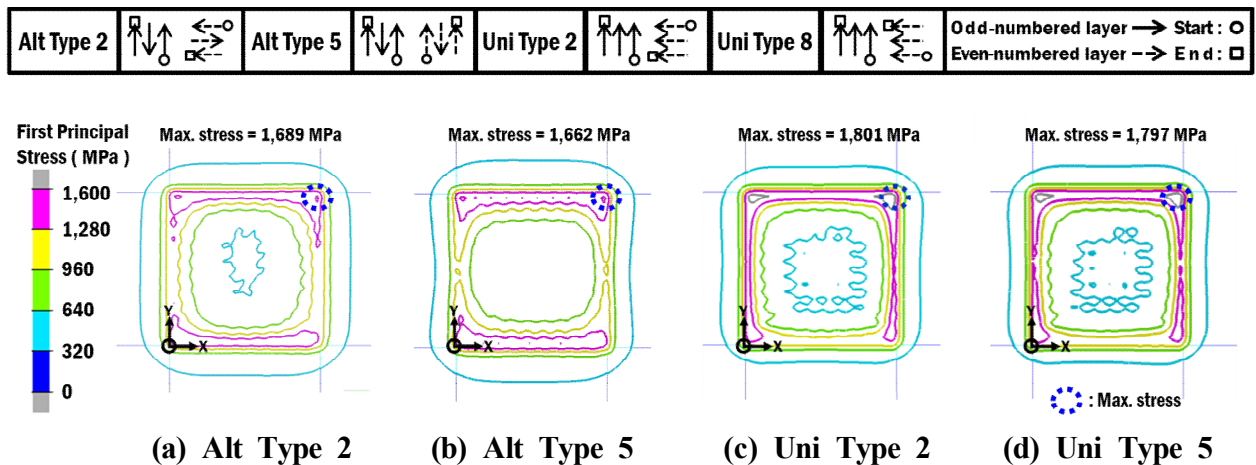 Alt Type 2
Alt Type 5
Uni Type 2
Uni Type 8
Odd-numbered layer Start :
Even-numbered layer End :
First Principal
Stress ( MPa )
1,600
1,280
960
640
320
0
Max. stress = 1,689 MPa
Max. stress = 1,662 MPa
Max. stress = 1,801 MPa
Max. stress = 1,797 MPa
Y
X
Y
X
Y
X
Y
X
: Max. stress
(a) Alt Type 2
(b) Alt Type 5
(c) Uni Type 2
(d) Uni Type 5